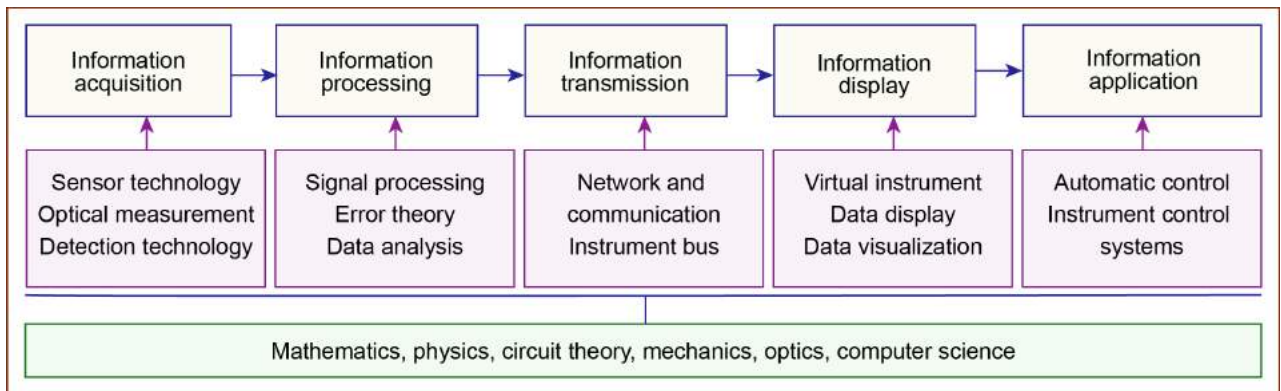 Information
acquisition
Information
processing
Information
transmission
Information
display
Information
application
Sensor technology
Optical measurement
Detection technology
Signal processing
Error theory
Data analysis
Network and
communication
Instrument bus
Virtual instrument
Data display
Data visualization
Automatic control
Instrument control
systems
Mathematics, physics, circuit theory, mechanics, optics, computer science